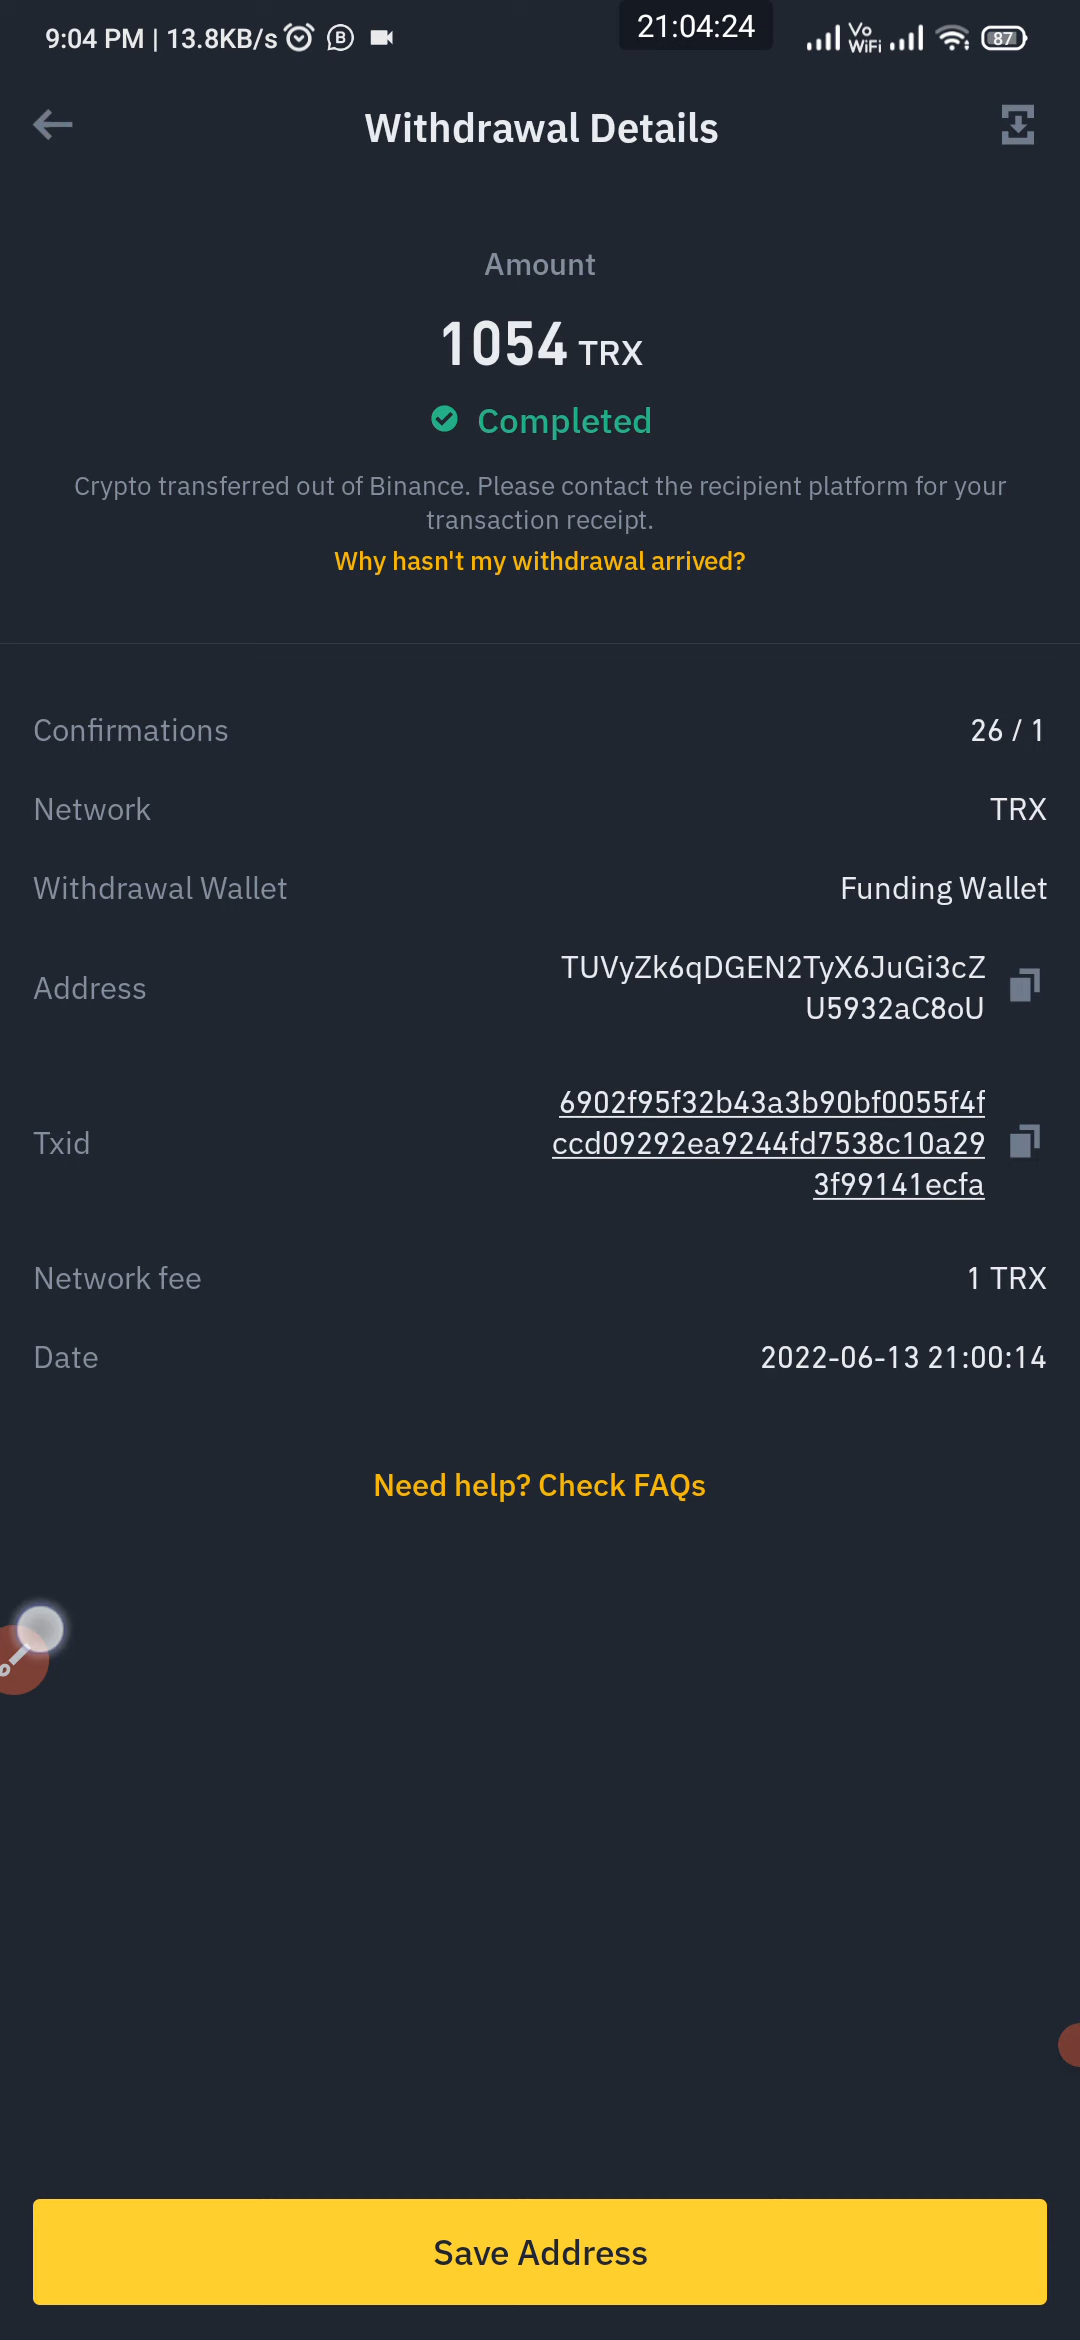 9:04 PM | 13.8KB/s B 21:04:24 Vo WiFi 87
Withdrawal Details
Amount
1054 TRX
Completed
Crypto transferred out of Binance. Please contact the recipient platform for your
transaction receipt.
Why hasn't my withdrawal arrived?
Confirmations 26 / 1
Network TRX
Withdrawal Wallet Funding Wallet
Address TUVyZk6qDGEN2TyX6JuGi3cZ
U5932aC8oU
Txid 6902f95f32b43a3b90bf0055f4f
ccd09292ea9244fd7538c10a29
3f99141ecfa
Network fee 1 TRX
Date 2022-06-13 21:00:14
Need help? Check FAQs
Save Address